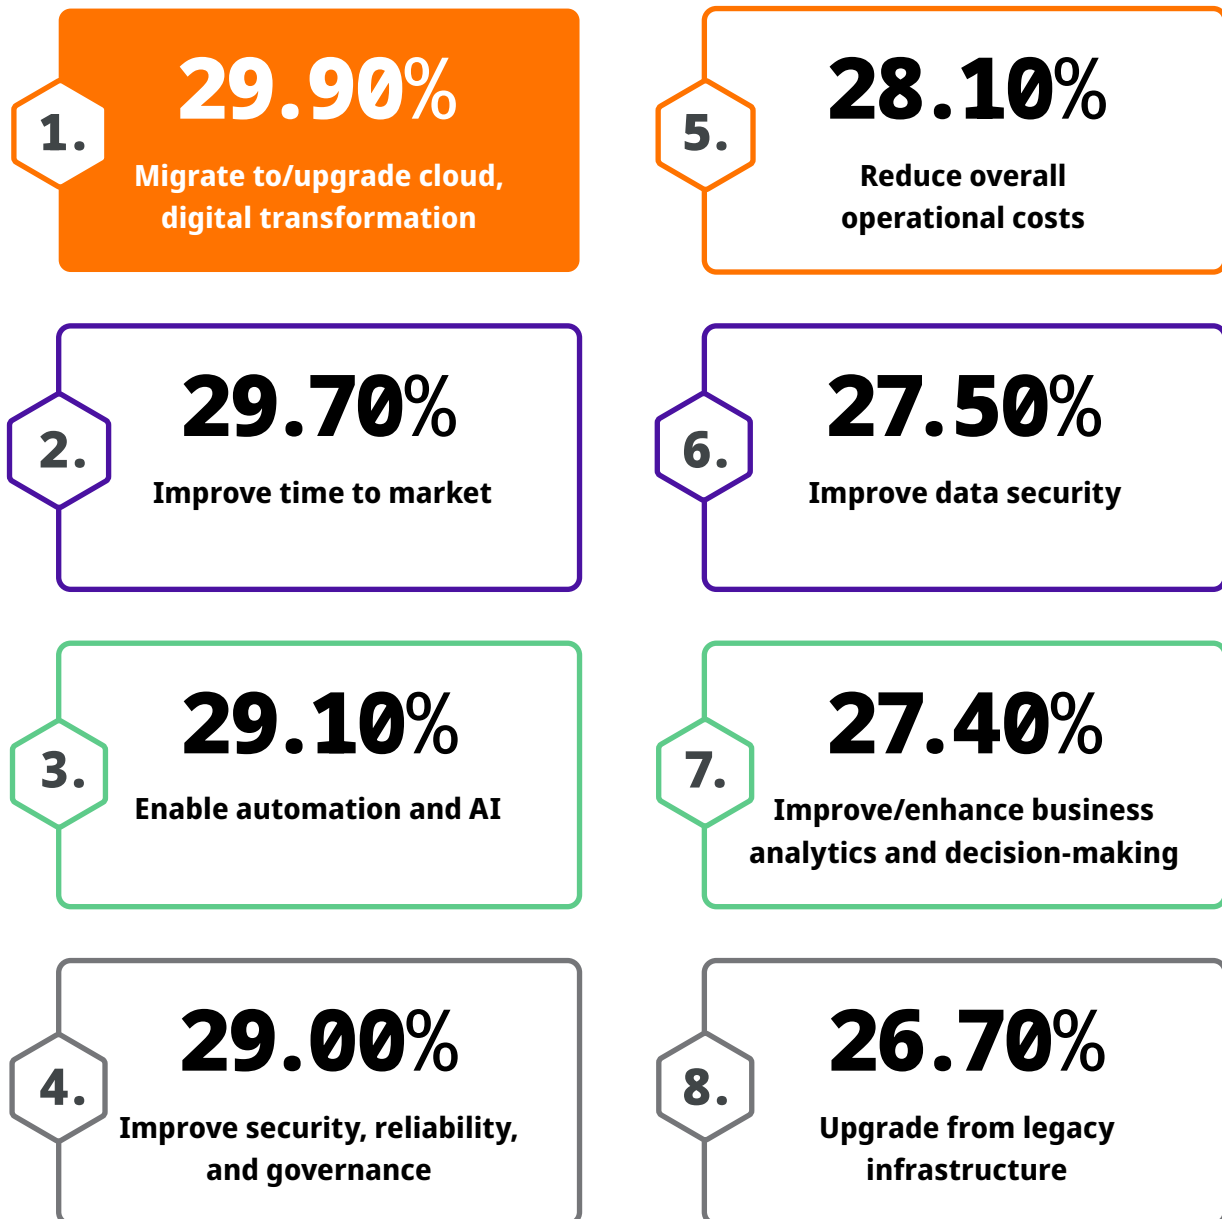 1.
29.90%
Migrate to/upgrade cloud,
digital transformation
2.
29.70%
Improve time to market
3.
29.10%
Enable automation and AI
4.
29.00%
Improve security, reliability,
and governance
5.
28.10%
Reduce overall
operational costs
6.
27.50%
Improve data security
7.
27.40%
Improve/enhance business
analytics and decision-making
8.
26.70%
Upgrade from legacy
infrastructure